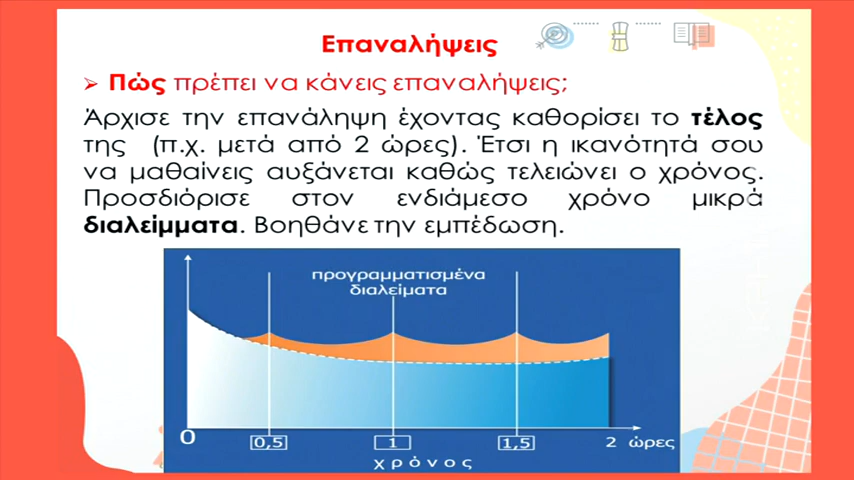 Επαναλήψεις
➢ Πώς πρέπει να κάνεις επαναλήψεις;
Άρχισε την επανάληψη έχοντας καθορίσει το τέλος
της (π.χ. μετά από 2 ώρες). Έτσι η ικανότητά σου
να μαθαίνεις αυξάνεται καθώς τελειώνει ο χρόνος.
Προσδιόρισε στον ενδιάμεσο χρόνο μικρά
διαλείμματα. Βοηθάνε την εμπέδωση.
προγραμματισμένα
διαλείματα
0 0,5 1 1,5 2 ώρες
χρόνος